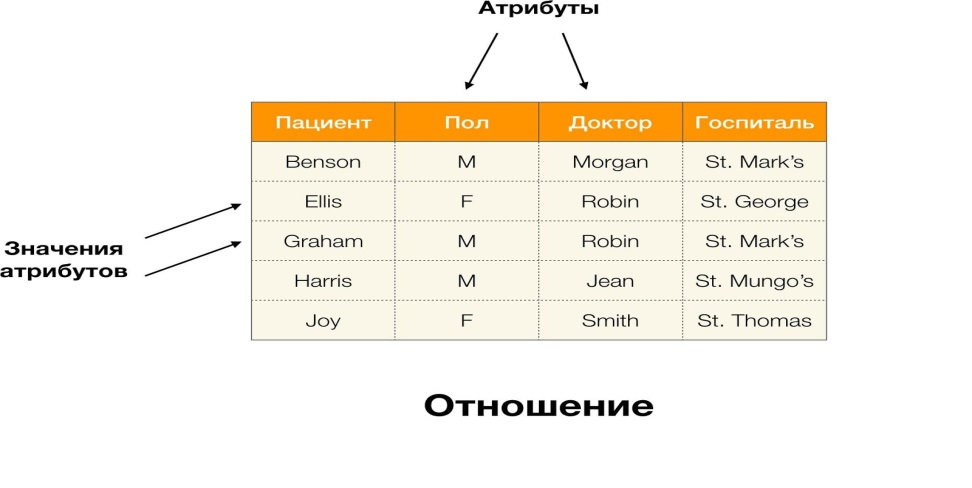 Атрибуты
Пациент Пол Доктор Госпиталь
Benson M Morgan St. Mark’s
Ellis F Robin St. George
Graham M Robin St. Mark’s
Harris M Jean St. Mungo’s
Joy F Smith St. Thomas
Значения
атрибутов
Отношение